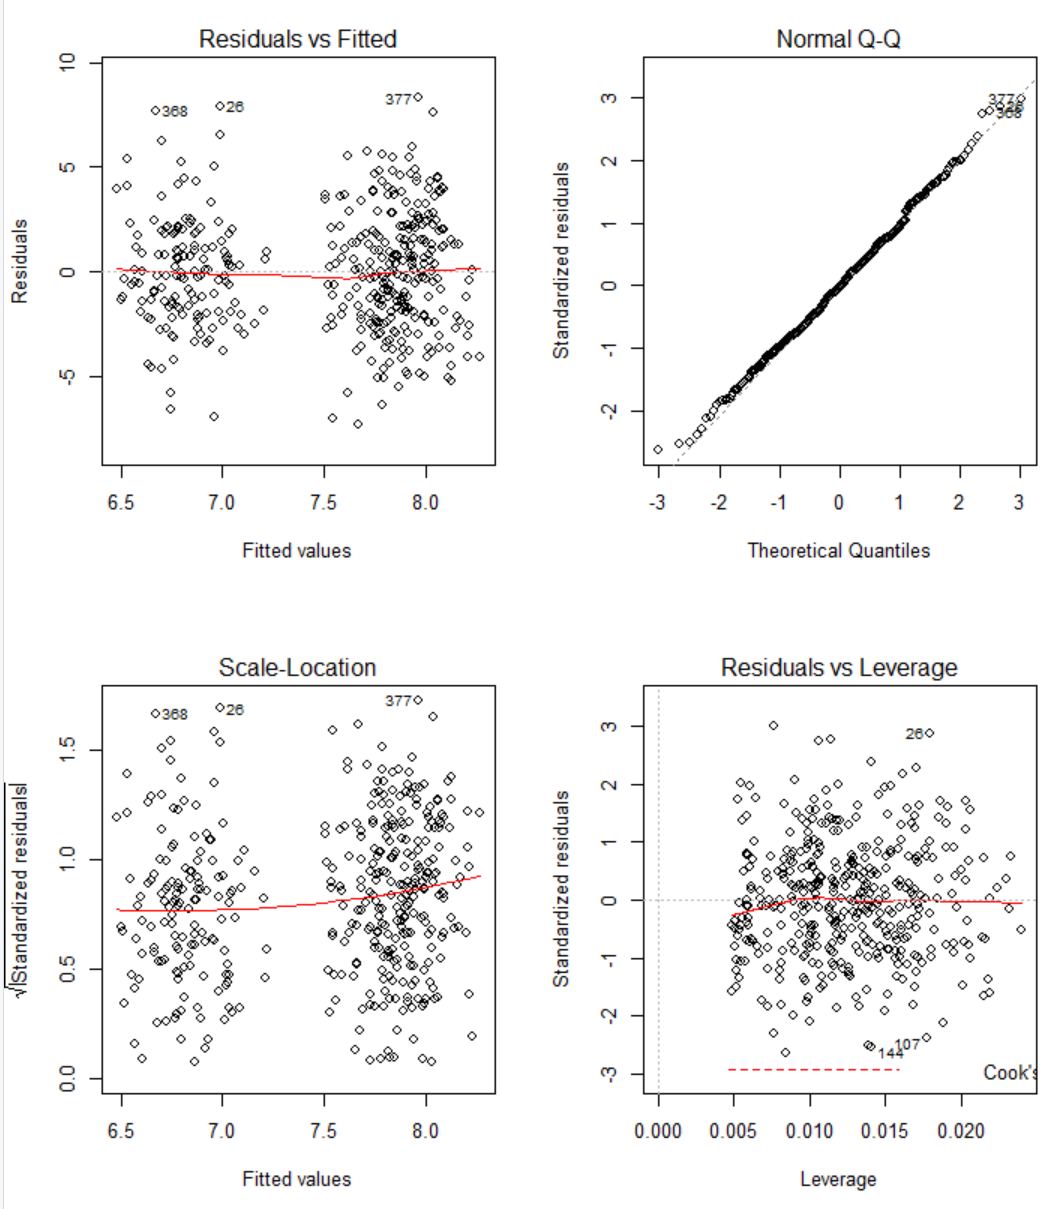 Residuals vs Fitted
Residuals
10
5
0
-5
368
26
377
6.5 7.0 7.5 8.0
Fitted values
Normal Q-Q
Standardized residuals
3
2
1
0
-1
-2
377
26
368
-3 -2 -1 0 1 2 3
Theoretical Quantiles
Scale-Location
√|Standardized residuals|
1.5
1.0
0.5
0.0
368
26
377
6.5 7.0 7.5 8.0
Fitted values
Residuals vs Leverage
Standardized residuals
3
2
1
0
-1
-2
-3
26
107
144
Cook's
0.000 0.005 0.010 0.015 0.020
Leverage